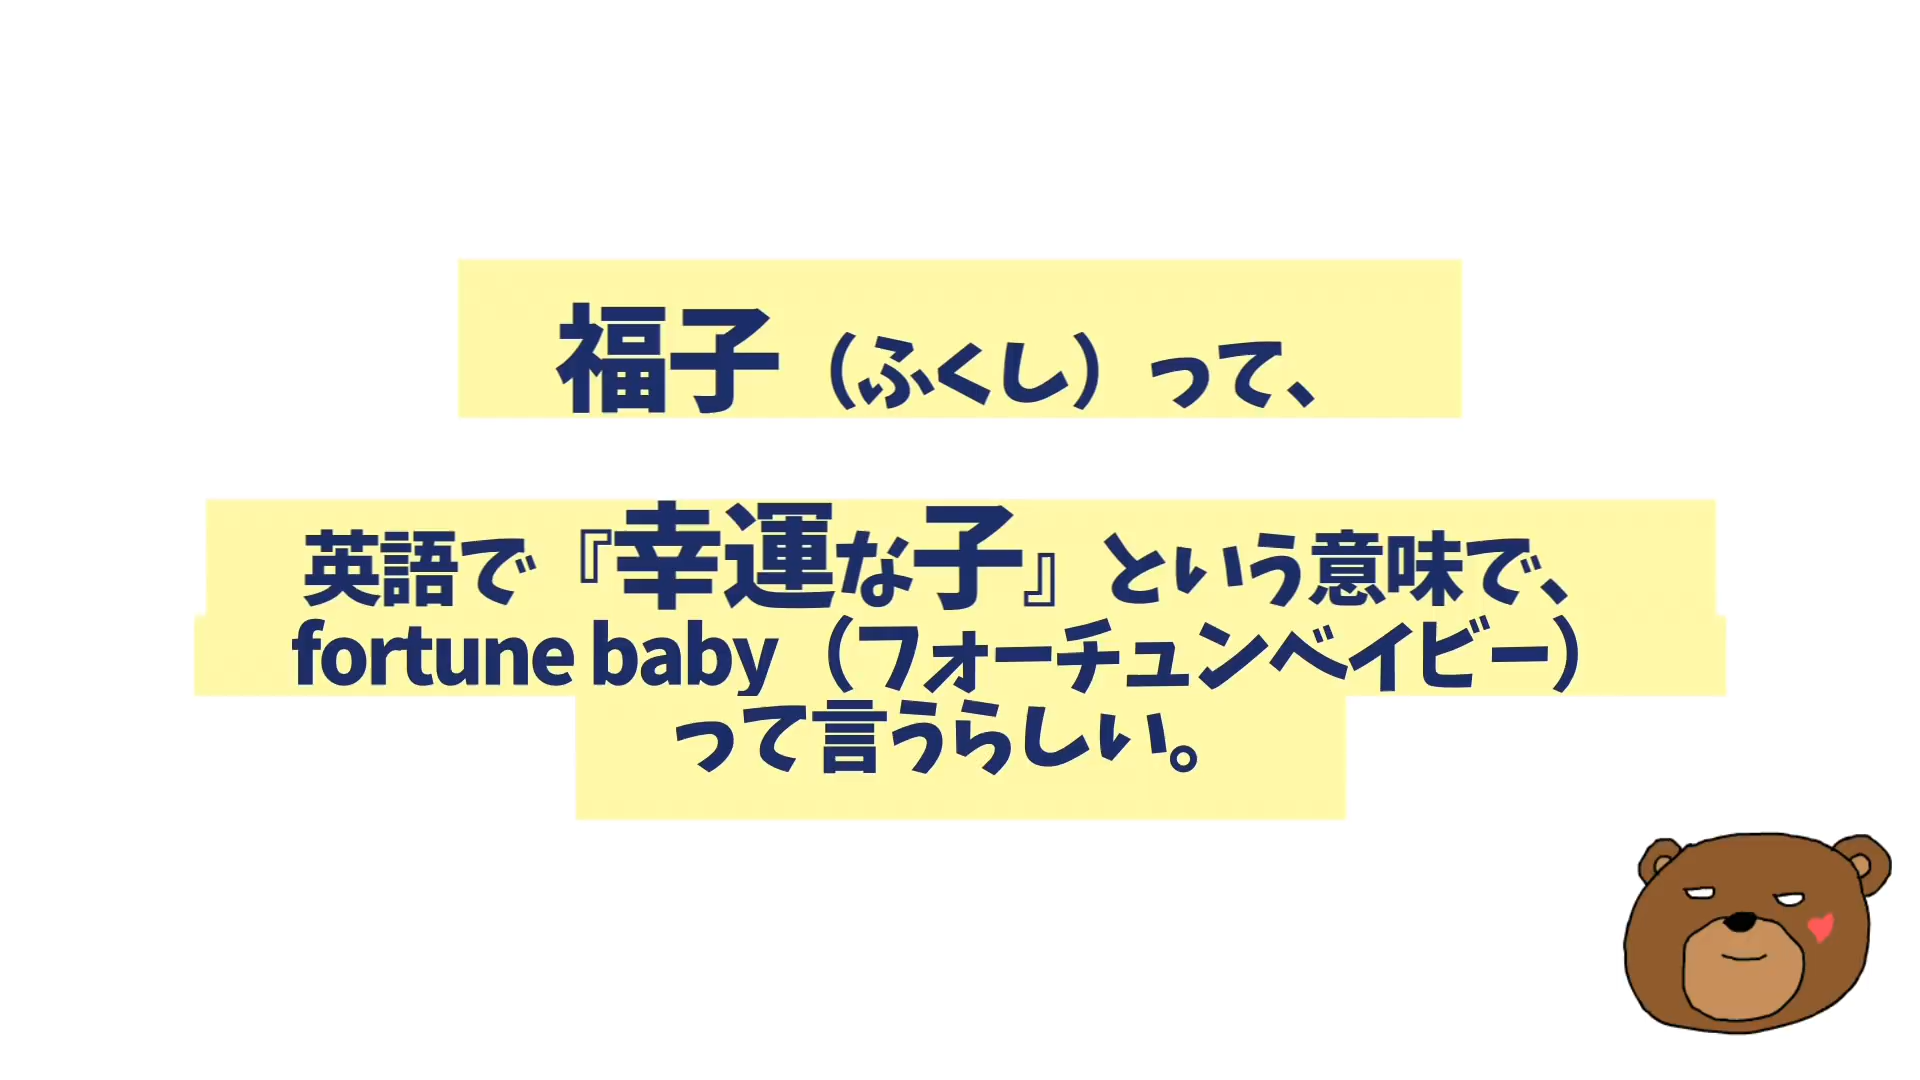 福子（ふくし）って、
英語で『幸運な子』という意味で、
fortune baby（フォーチュンベイビー）
って言うらしい。